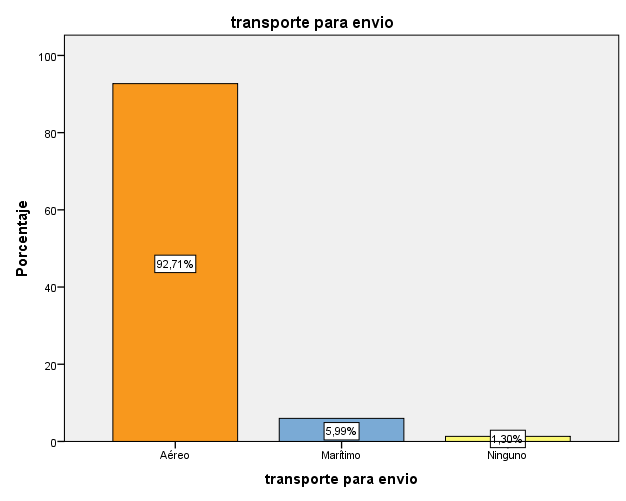 transporte para envio
Porcentaje
100
80
60
40
20
0
92,71%
5,99%
1,30%
Aéreo
Marítimo
Ninguno
transporte para envio